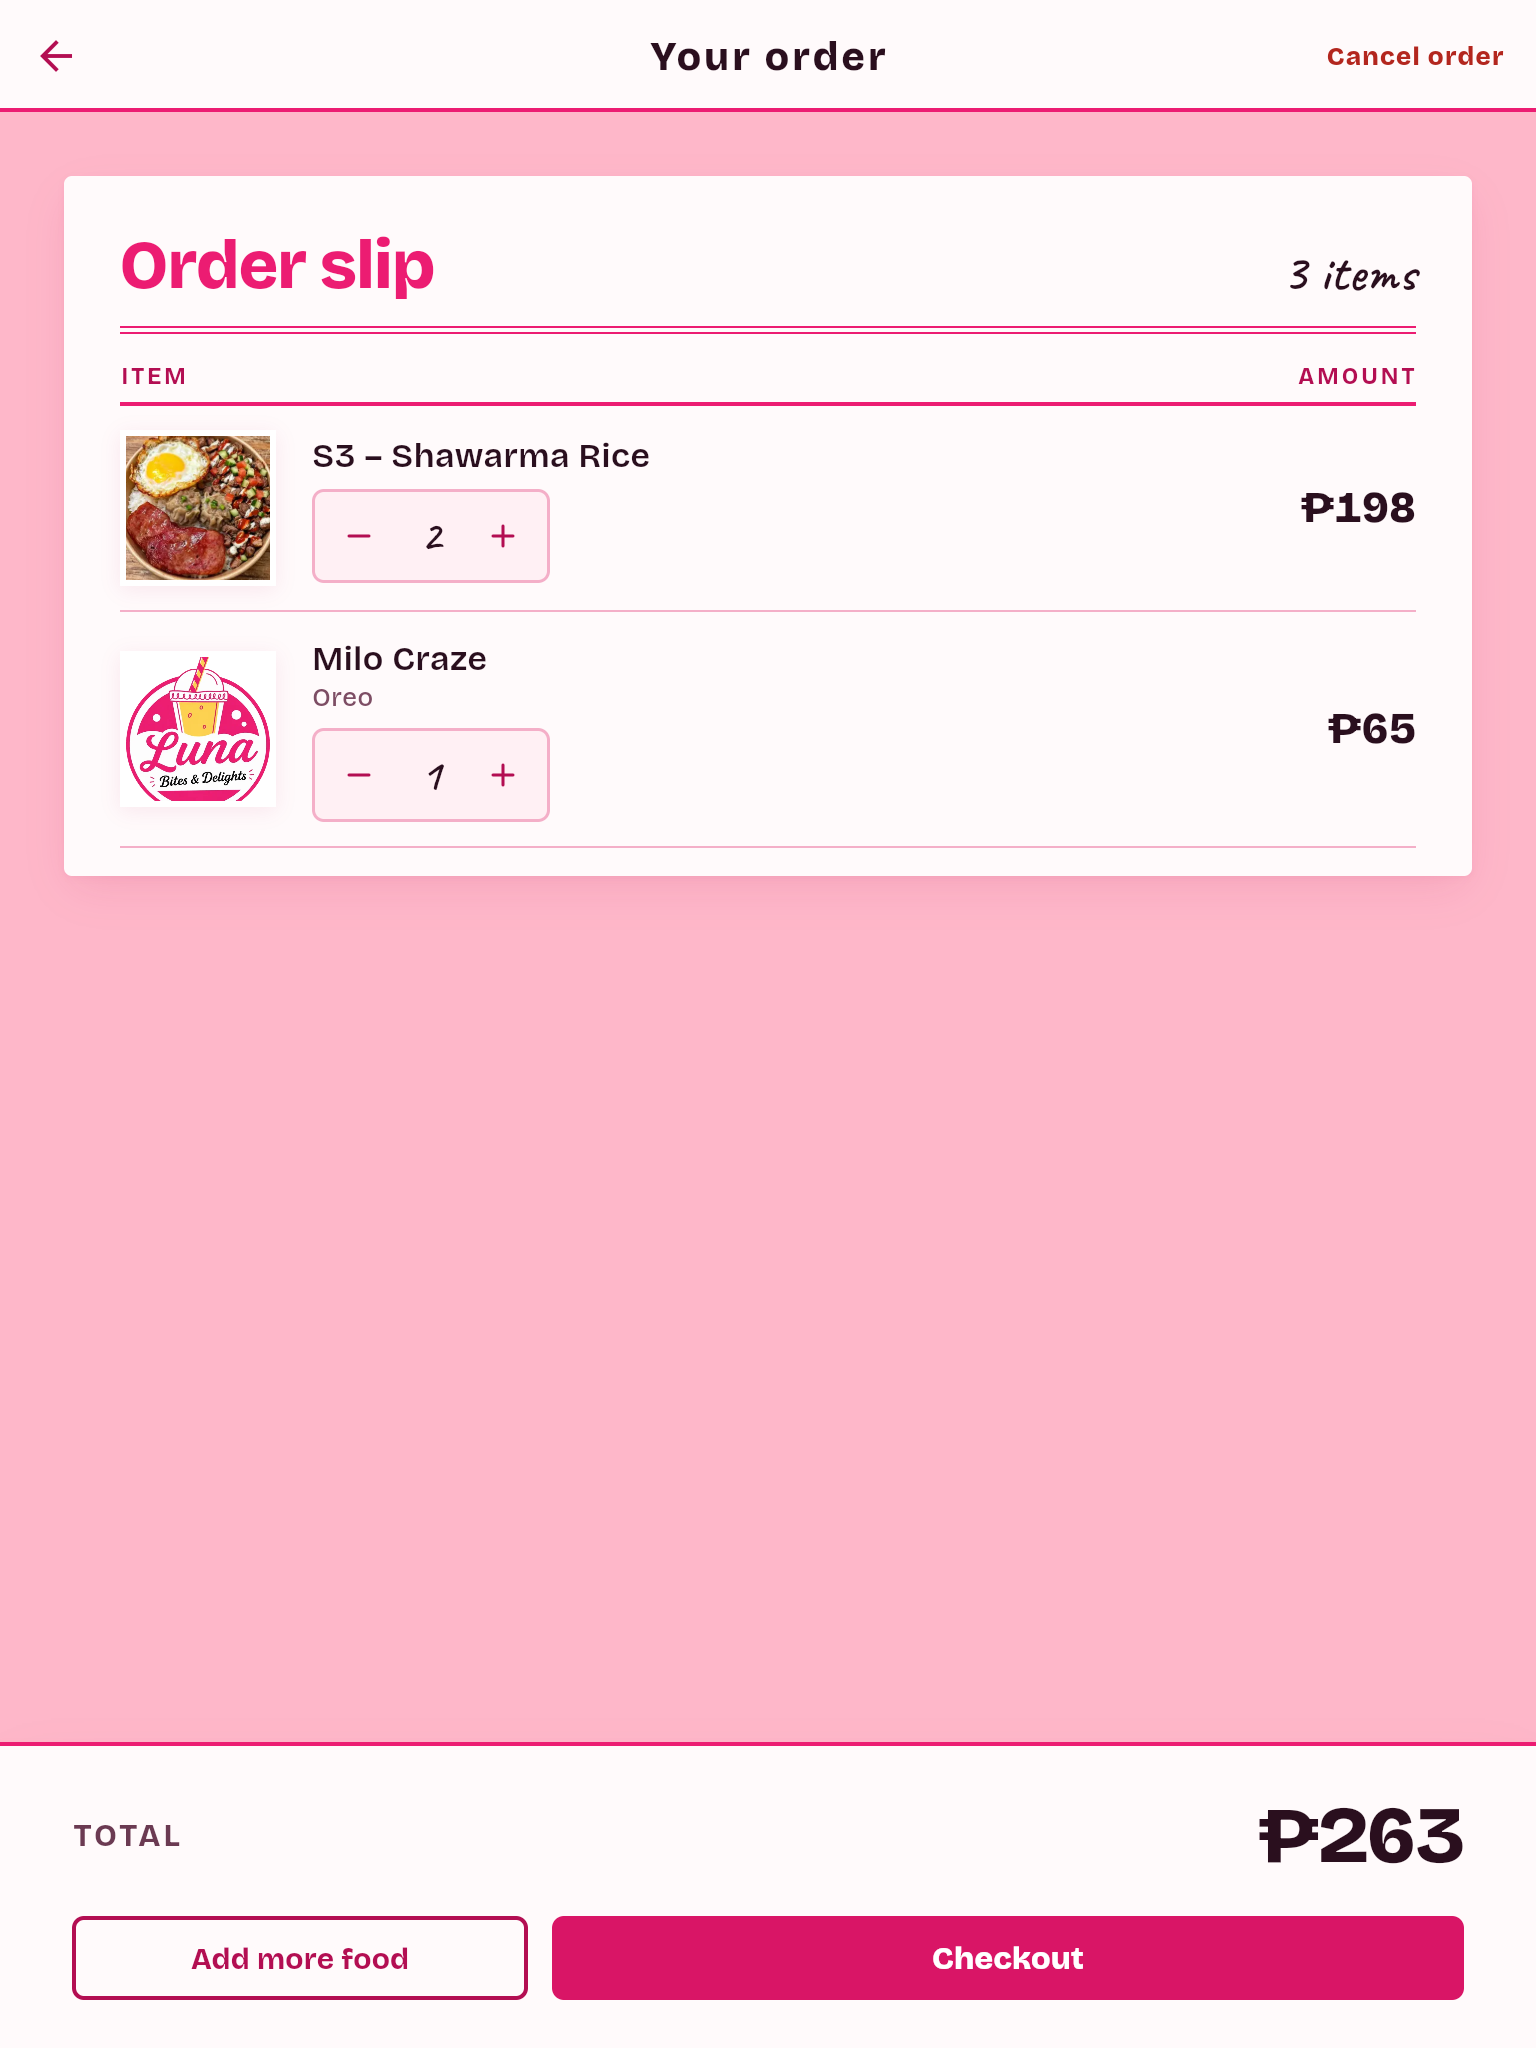 Your order
Cancel order
Order slip
3 items
ITEM
AMOUNT
S3 – Shawarma Rice
2
₱198
Luna
Bites & Delights
Milo Craze
Oreo
1
₱65
TOTAL
₱263
Add more food
Checkout